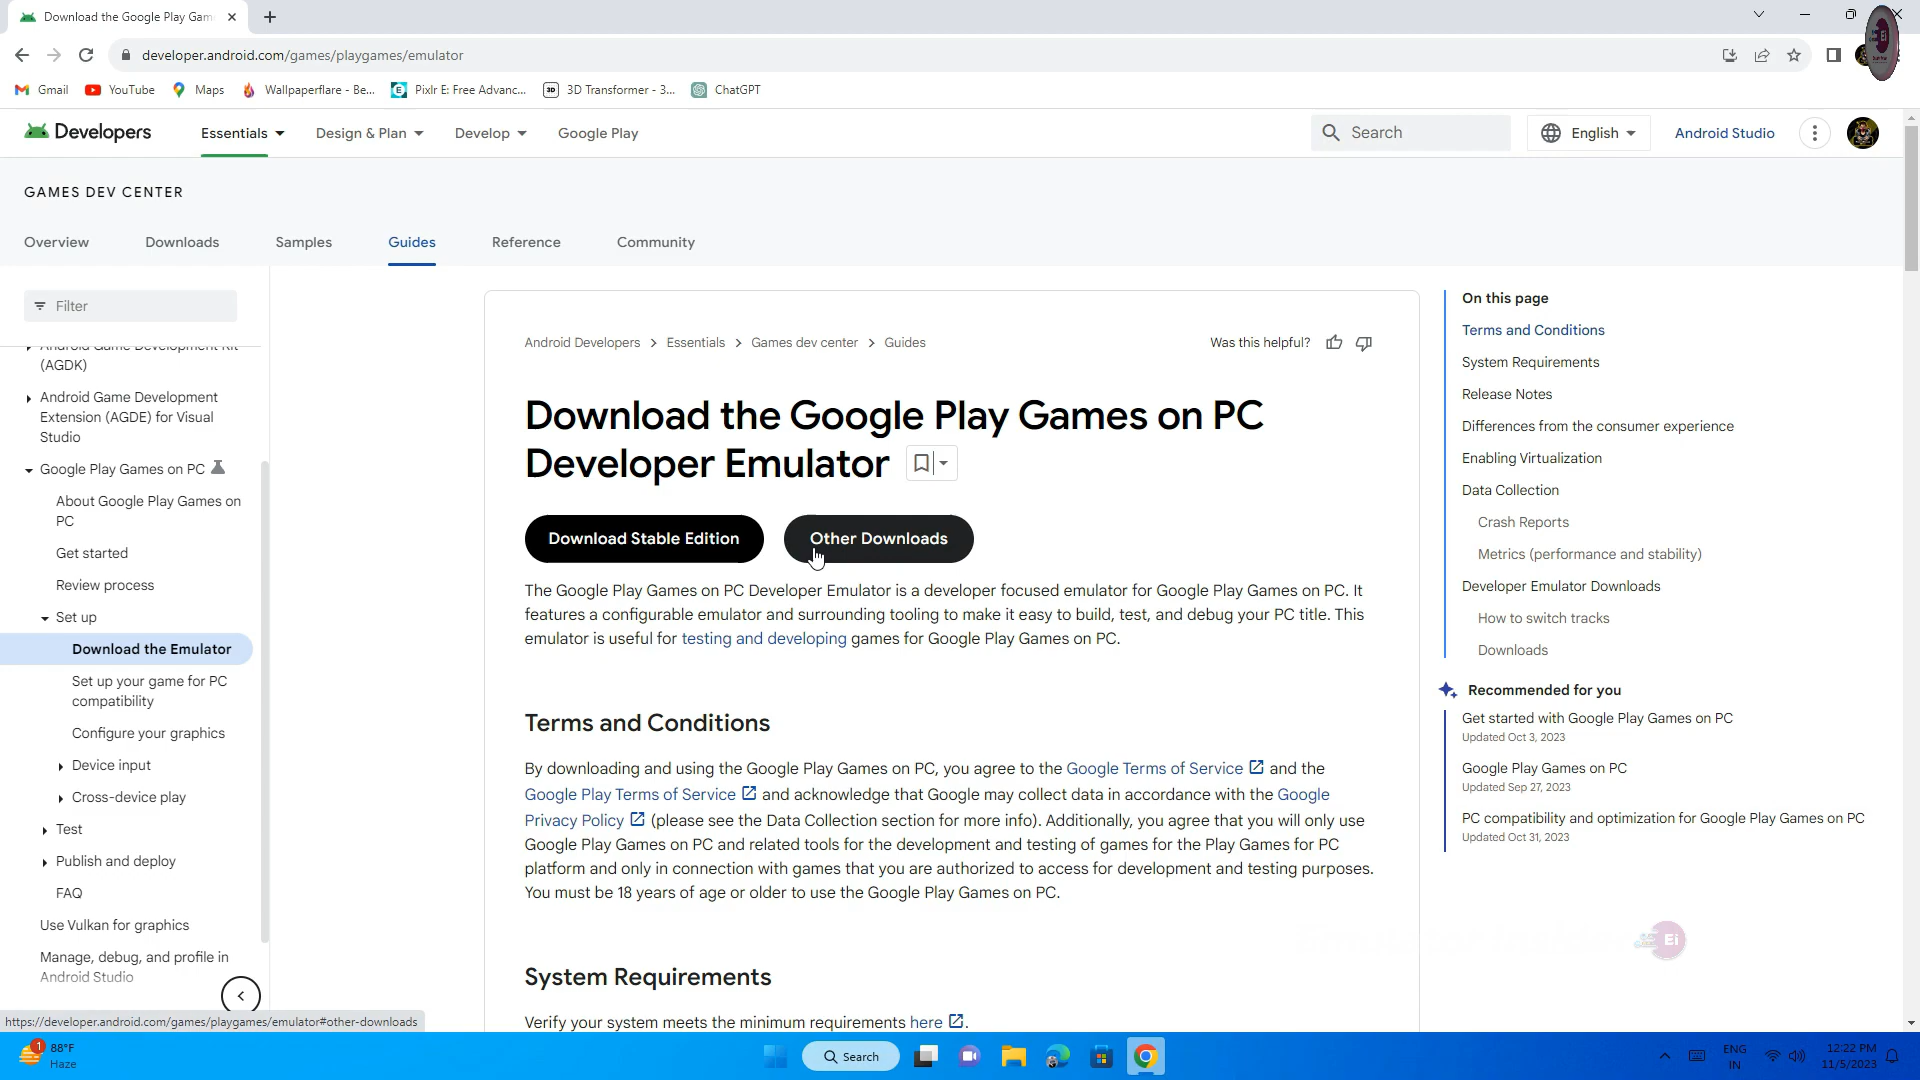 Download the Google Play Gam
developer.android.com/games/playgames/emulator
Gmail
YouTube
Maps
Wallpaperflare - Be...
Pixlr E: Free Advanc...
3D Transformer - 3...
ChatGPT
Developers
Essentials
Design & Plan
Develop
Google Play
Search
English
Android Studio
GAMES DEV CENTER
Overview
Downloads
Samples
Guides
Reference
Community
Filter
Android Game Development Kit
(AGDK)
Android Game Development
Extension (AGDE) for Visual
Studio
Google Play Games on PC
About Google Play Games on
PC
Get started
Review process
Set up
Download the Emulator
Set up your game for PC
compatibility
Configure your graphics
Device input
Cross-device play
Test
Publish and deploy
FAQ
Use Vulkan for graphics
Manage, debug, and profile in
Android Studio
Android Developers > Essentials > Games dev center > Guides
Was this helpful?
Download the Google Play Games on PC
Developer Emulator
Download Stable Edition
Other Downloads
The Google Play Games on PC Developer Emulator is a developer focused emulator for Google Play Games on PC. It
features a configurable emulator and surrounding tooling to make it easy to build, test, and debug your PC title. This
emulator is useful for testing and developing games for Google Play Games on PC.
Terms and Conditions
By downloading and using the Google Play Games on PC, you agree to the Google Terms of Service and the
Google Play Terms of Service and acknowledge that Google may collect data in accordance with the Google
Privacy Policy (please see the Data Collection section for more info). Additionally, you agree that you will only use
Google Play Games on PC and related tools for the development and testing of games for the Play Games for PC
platform and only in connection with games that you are authorized to access for development and testing purposes.
You must be 18 years of age or older to use the Google Play Games on PC.
System Requirements
Verify your system meets the minimum requirements here.
On this page
Terms and Conditions
System Requirements
Release Notes
Differences from the consumer experience
Enabling Virtualization
Data Collection
Crash Reports
Metrics (performance and stability)
Developer Emulator Downloads
How to switch tracks
Downloads
Recommended for you
Get started with Google Play Games on PC
Updated Oct 3, 2023
Google Play Games on PC
Updated Sep 27, 2023
PC compatibility and optimization for Google Play Games on PC
Updated Oct 31, 2023
Ei
Ei
https://developer.android.com/games/playgames/emulator#other-downloads
1
88°F
Haze
Search
ENG
IN
12:22 PM
11/5/2023